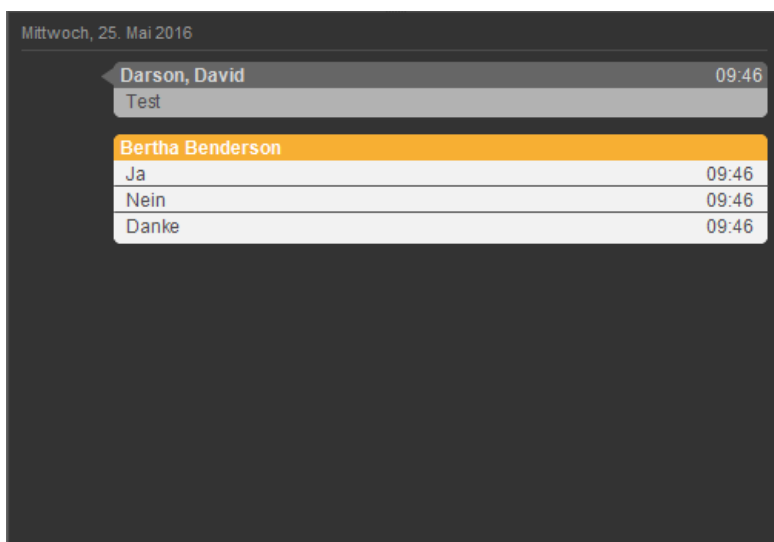 Mittwoch, 25. Mai 2016
Darson, David 09:46
Test
Bertha Benderson
Ja 09:46
Nein 09:46
Danke 09:46